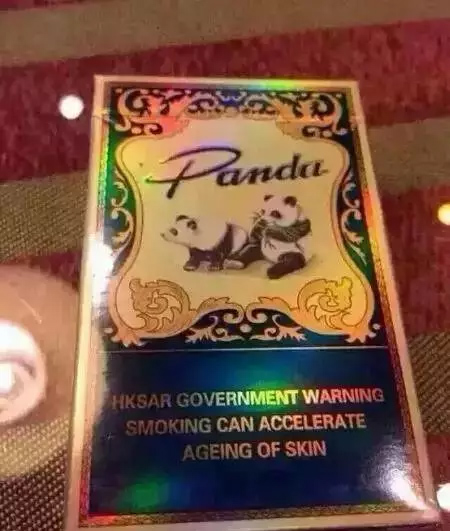 Panda
HKSAR GOVERNMENT WARNING
SMOKING CAN ACCELERATE
AGEING OF SKIN